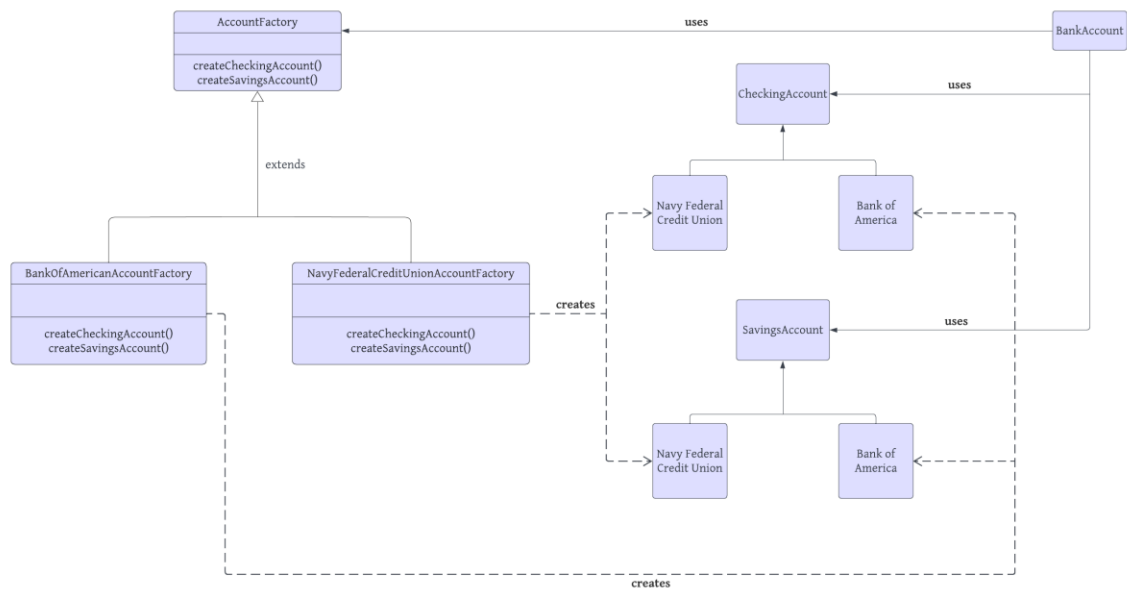 AccountFactory
uses
BankAccount
createCheckingAccount()
createSavingsAccount()
CheckingAccount
uses
extends
Navy Federal
Credit Union
Bank of
America
BankOfAmericanAccountFactory
NavyFederalCreditUnionAccountFactory
creates
createCheckingAccount()
createSavingsAccount()
createCheckingAccount()
createSavingsAccount()
SavingsAccount
uses
Navy Federal
Credit Union
Bank of
America
creates